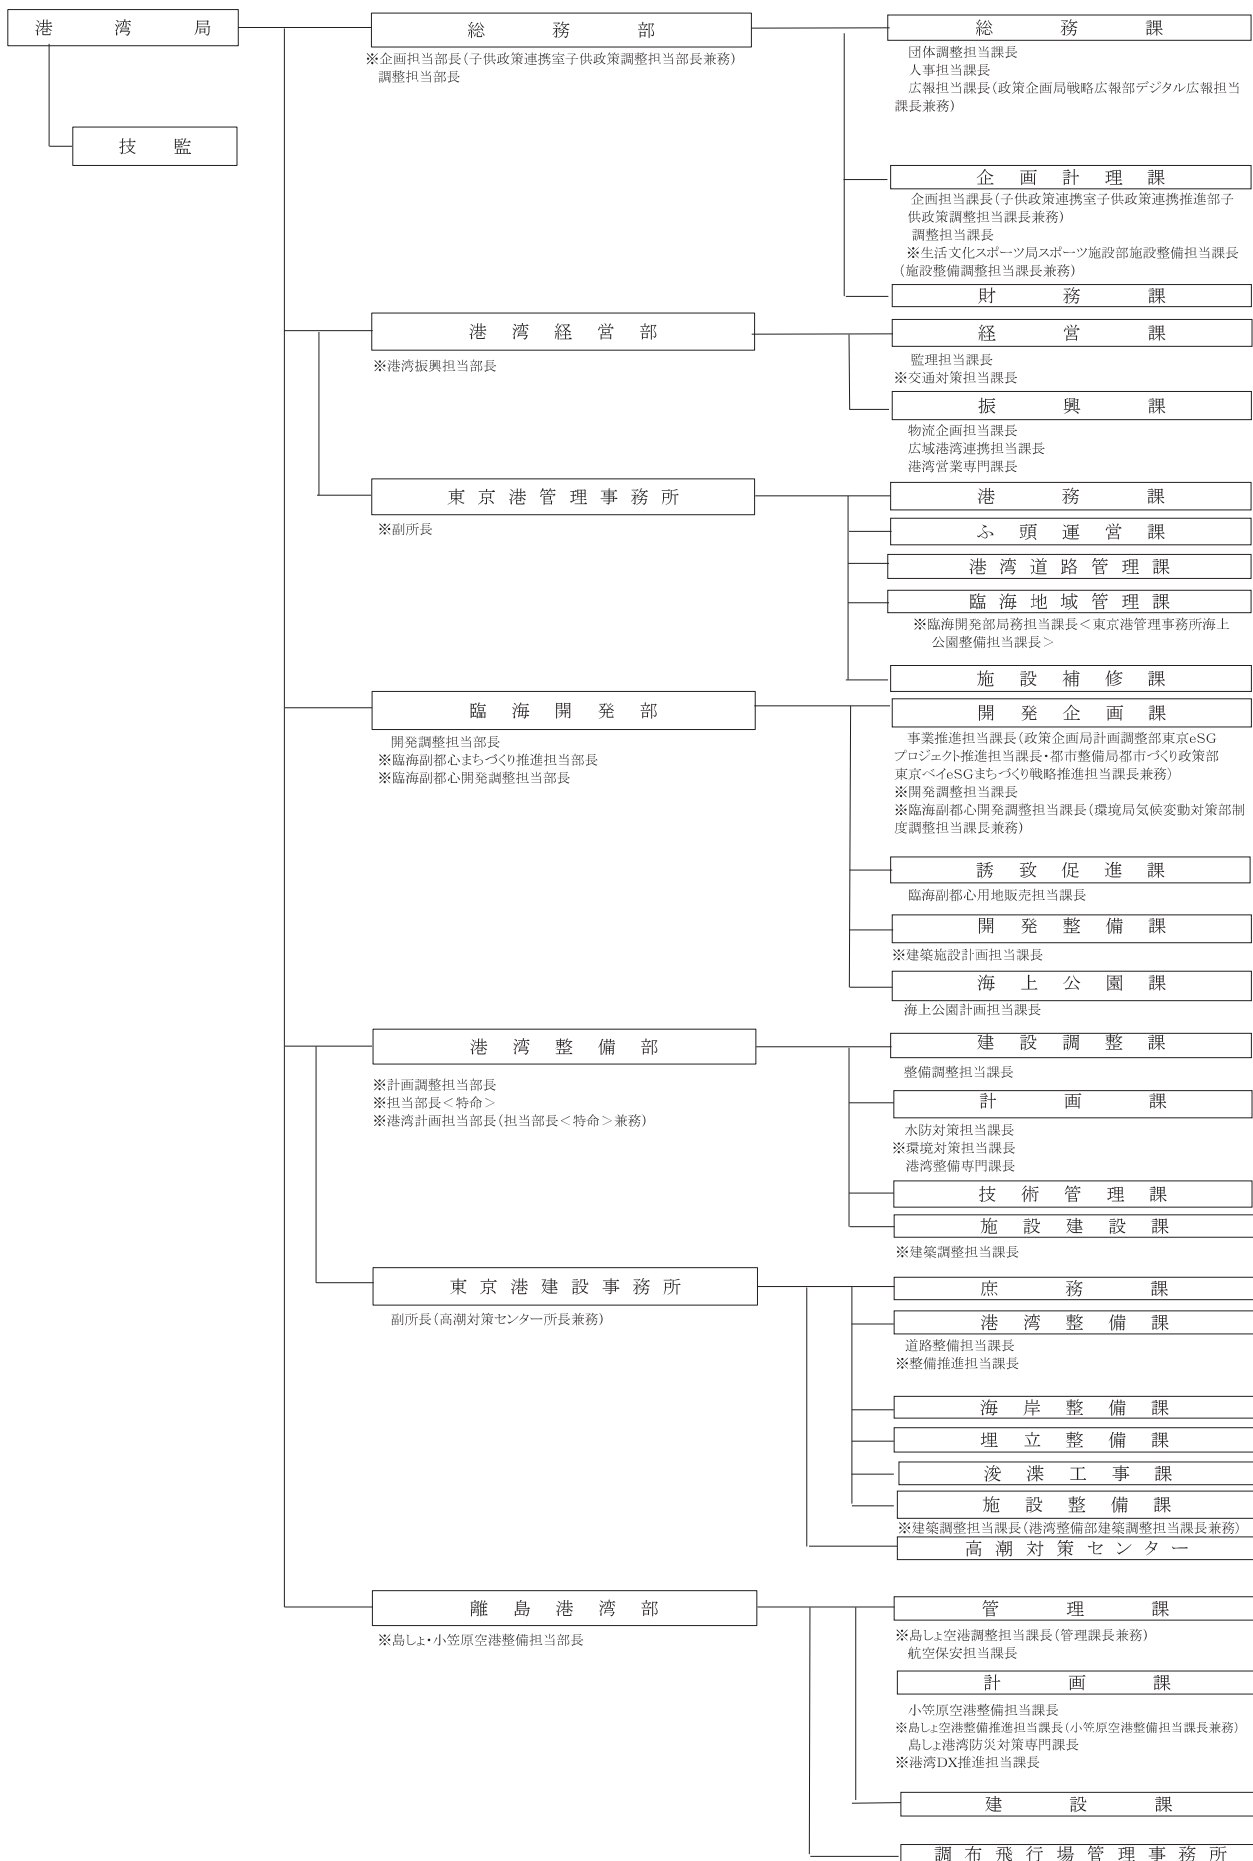 港湾局
技監
総務部
※企画担当部長(子供政策連携室子供政策調整担当部長兼務)
調整担当部長
総務課
団体調整担当課長
人事担当課長
広報担当課長(政策企画局戦略広報部デジタル広報担当
課長兼務)
企画計理課
企画担当課長(子供政策連携室子供政策連携推進部子
供政策調整担当課長兼務)
調整担当課長
※生活文化スポーツ局スポーツ施設部施設整備担当課長
(施設整備調整担当課長兼務)
財務課
港湾経営部
※港湾振興担当部長
経営課
監理担当課長
※交通対策担当課長
振興課
物流企画担当課長
広域港湾連携担当課長
港湾営業専門課長
東京港管理事務所
※副所長
港務課
ふ頭運営課
港湾道路管理課
臨海地域管理課
※臨海開発部局務担当課長<東京港管理事務所海上
公園整備担当課長>
施設補修課
臨海開発部
開発調整担当部長
※臨海副都心まちづくり推進担当部長
※臨海副都心開発調整担当部長
開発企画課
事業推進担当課長(政策企画局計画調整部東京eSG
プロジェクト推進担当課長・都市整備局都市づくり政策部
東京ベイeSGまちづくり戦略推進担当課長兼務)
※開発調整担当課長
※臨海副都心開発調整担当課長(環境局気候変動対策部制
度調整担当課長兼務)
誘致促進課
臨海副都心用地販売担当課長
開発整備課
※建築施設計画担当課長
海上公園課
海上公園計画担当課長
港湾整備部
※計画調整担当部長
※担当部長<特命>
※港湾計画担当部長(担当部長<特命>兼務)
建設調整課
整備調整担当課長
計画課
水防対策担当課長
※環境対策担当課長
港湾整備専門課長
技術管理課
施設建設課
※建築調整担当課長
東京港建設事務所
副所長(高潮対策センター所長兼務)
庶務課
港湾整備課
道路整備担当課長
※整備推進担当課長
海岸整備課
埋立整備課
浚渫工事課
施設整備課
※建築調整担当課長(港湾整備部建築調整担当課長兼務)
高潮対策センター
離島港湾部
※島しょ・小笠原空港整備担当部長
管理課
※島しょ空港調整担当課長(管理課長兼務)
航空保安担当課長
計画課
小笠原空港整備担当課長
※島しょ空港整備推進担当課長(小笠原空港整備担当課長兼務)
島しょ港湾防災対策専門課長
※港湾DX推進担当課長
建設課
調布飛行場管理事務所